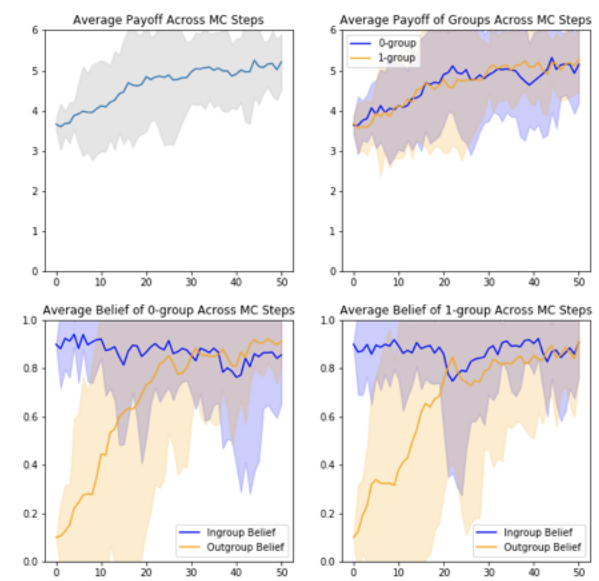 Average Payoff Across MC Steps
6
5
4
3
2
1
0
0 10 20 30 40 50
Average Payoff of Groups Across MC Steps
0-group
1-group
6
5
4
3
2
1
0
0 10 20 30 40 50
Average Belief of 0-group Across MC Steps
1.0
0.8
0.6
0.4
0.2
0.0
Ingroup Belief
Outgroup Belief
0 10 20 30 40 50
Average Belief of 1-group Across MC Steps
1.0
0.8
0.6
0.4
0.2
0.0
Ingroup Belief
Outgroup Belief
0 10 20 30 40 50